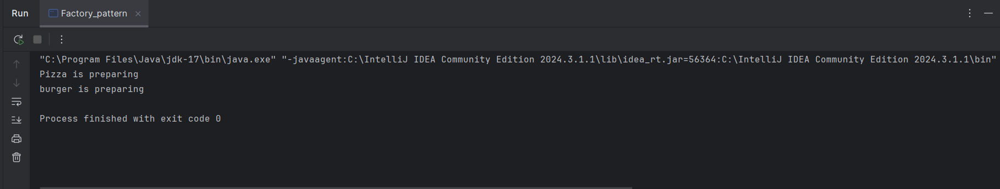 Run Factory_pattern
"C:\Program Files\Java\jdk-17\bin\java.exe" "-javaagent:C:\IntelliJ IDEA Community Edition 2024.3.1.1\lib\idea_rt.jar=56364:C:\IntelliJ IDEA Community Edition 2024.3.1.1\bin"
Pizza is preparing
burger is preparing
Process finished with exit code 0